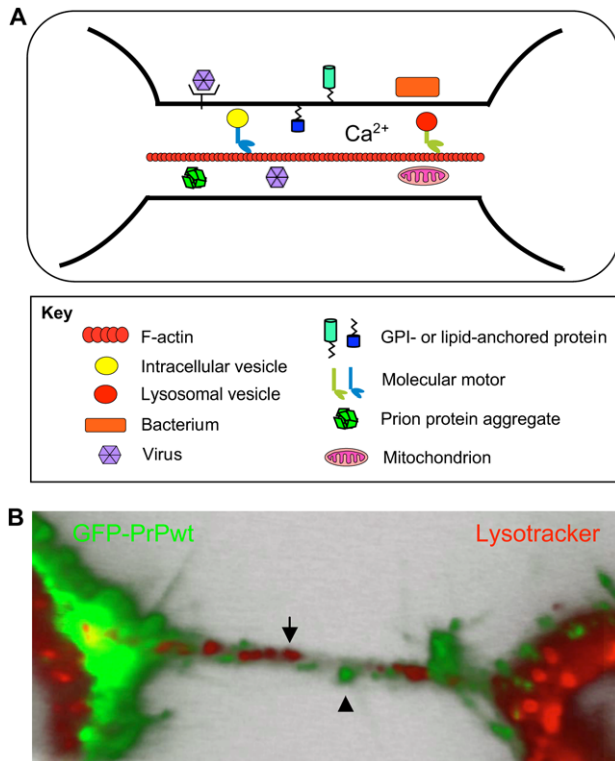 A
Ca²⁺
Key
F-actin
Intracellular vesicle
Lysosomal vesicle
Bacterium
Virus
GPI- or lipid-anchored protein
Molecular motor
Prion protein aggregate
Mitochondrion
B
GFP-PrPwt Lysotracker